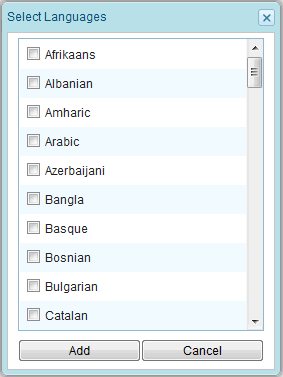 Select Languages
Afrikaans
Albanian
Amharic
Arabic
Azerbaijani
Bangla
Basque
Bosnian
Bulgarian
Catalan
Add Cancel